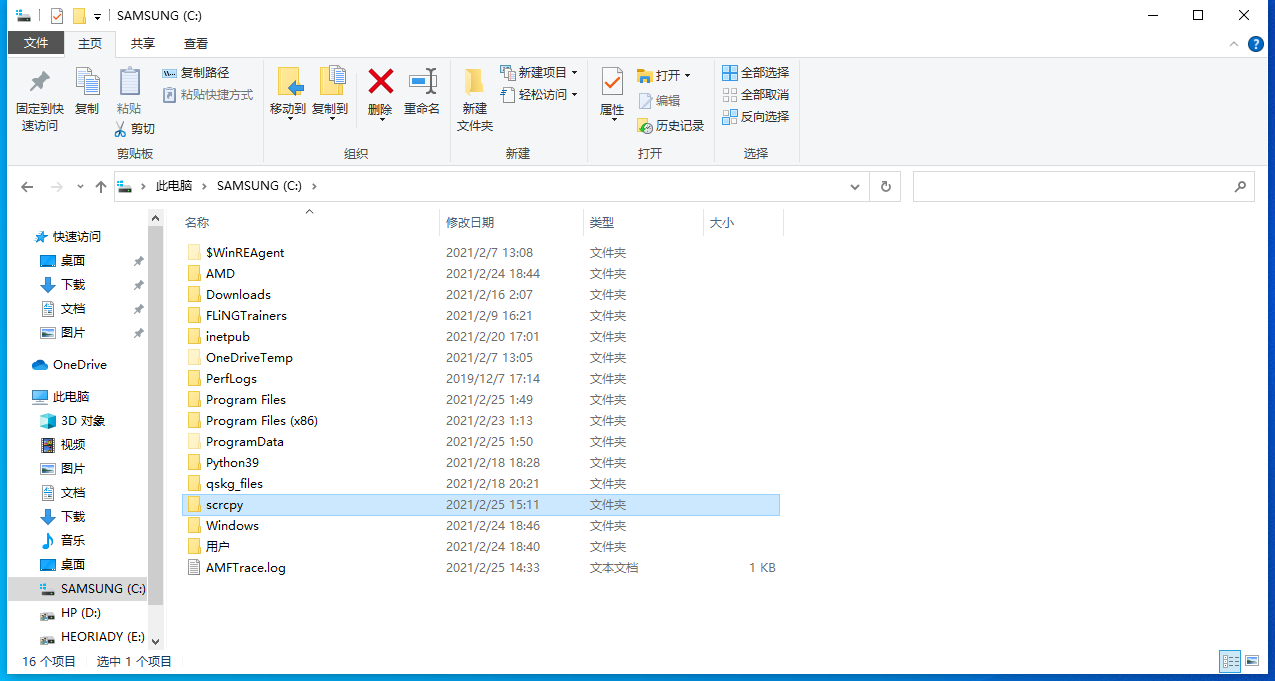 SAMSUNG (C:)
文件 主页 共享 查看
固定到快速访问
复制
粘贴
复制路径
粘贴快捷方式
剪切
剪贴板
移动到
复制到
删除
重命名
组织
新建文件夹
新建项目
轻松访问
新建
属性
打开
编辑
历史记录
打开
全部选择
全部取消
反向选择
选择
此电脑 › SAMSUNG (C:) ›
快速访问
桌面
下载
文档
图片
OneDrive
此电脑
3D 对象
视频
图片
文档
下载
音乐
桌面
SAMSUNG (C:)
HP (D:)
HEORIADY (E:)
名称 修改日期 类型 大小
$WinREAgent 2021/2/7 13:08 文件夹
AMD 2021/2/24 18:44 文件夹
Downloads 2021/2/16 2:07 文件夹
FLiNGTrainers 2021/2/9 16:21 文件夹
inetpub 2021/2/20 17:01 文件夹
OneDriveTemp 2021/2/7 13:05 文件夹
PerfLogs 2019/12/7 17:14 文件夹
Program Files 2021/2/25 1:49 文件夹
Program Files (x86) 2021/2/23 1:13 文件夹
ProgramData 2021/2/25 1:50 文件夹
Python39 2021/2/18 18:28 文件夹
qskg_files 2021/2/18 20:21 文件夹
scrcpy 2021/2/25 15:11 文件夹
Windows 2021/2/24 18:46 文件夹
用户 2021/2/24 18:40 文件夹
AMFTrace.log 2021/2/25 14:33 文本文档 1 KB
16 个项目 选中 1 个项目